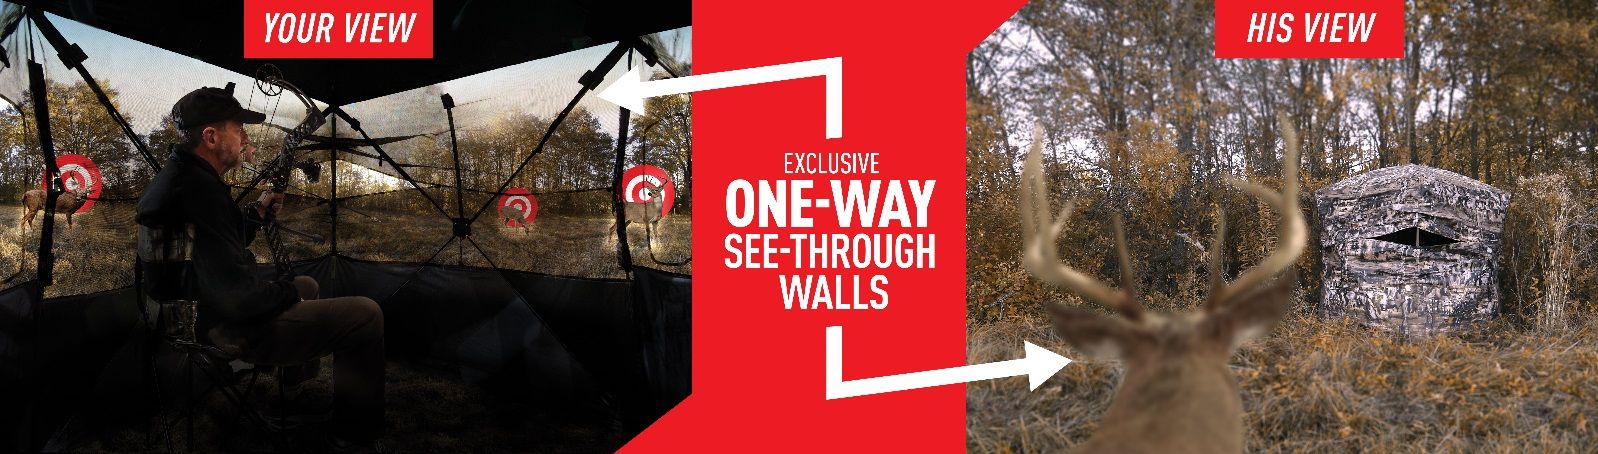 YOUR VIEW
EXCLUSIVE
ONE-WAY
SEE-THROUGH
WALLS
HIS VIEW